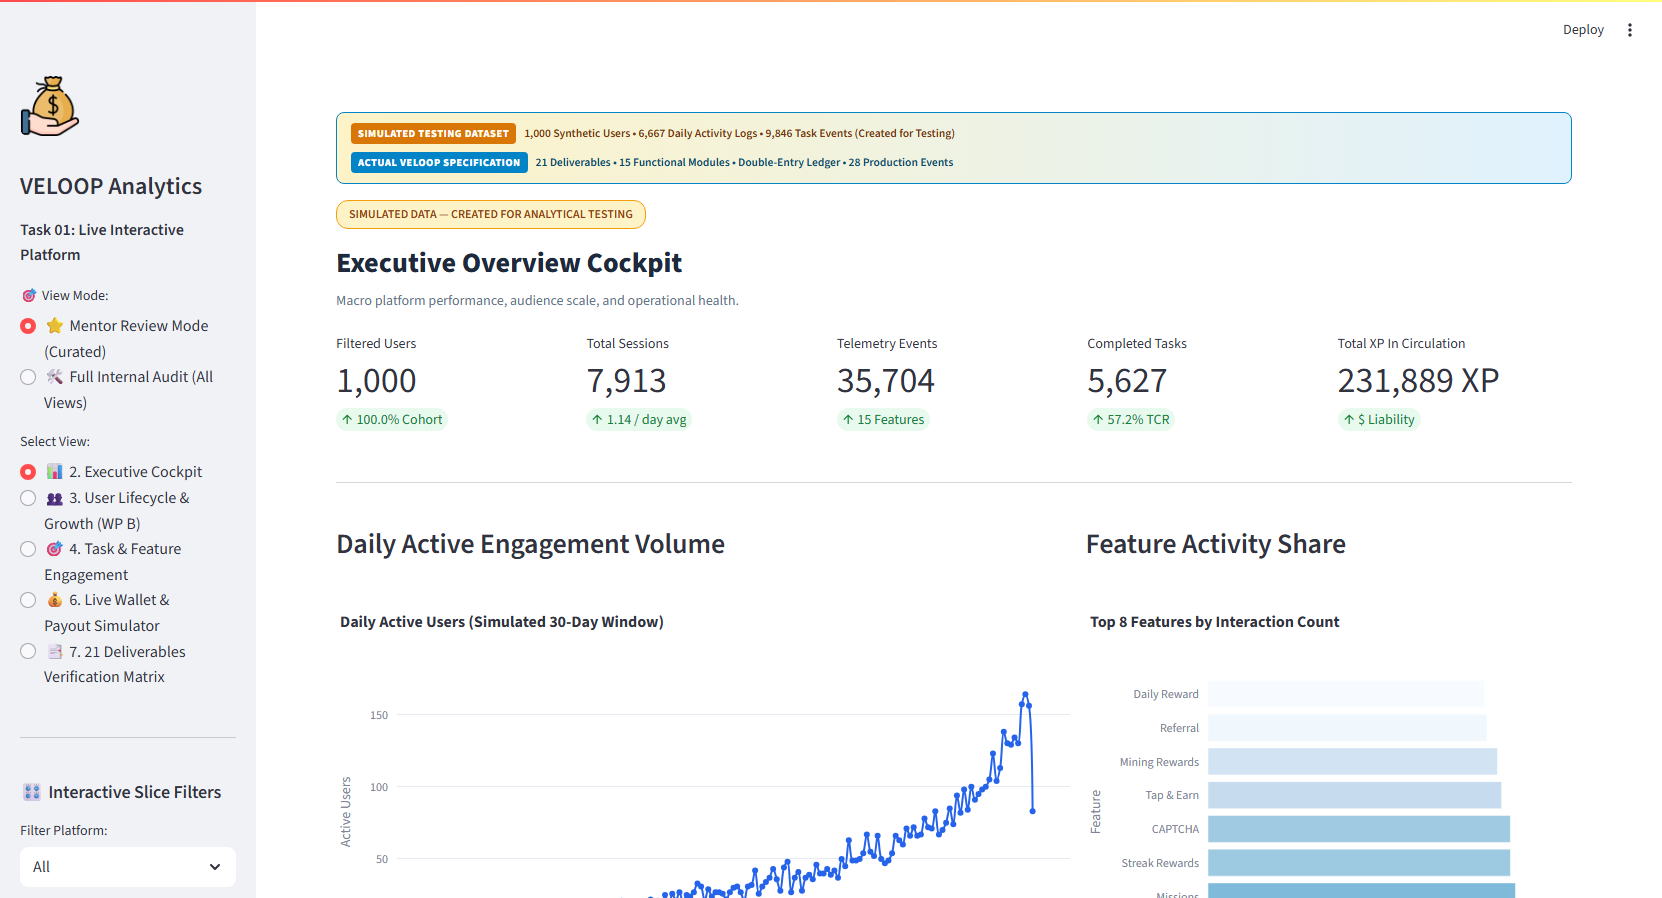 Deploy
VELOOP Analytics
Task 01: Live Interactive
Platform
View Mode:
Mentor Review Mode
(Curated)
Full Internal Audit (All
Views)
Select View:
2. Executive Cockpit
3. User Lifecycle &
Growth (WP B)
4. Task & Feature
Engagement
6. Live Wallet &
Payout Simulator
7. 21 Deliverables
Verification Matrix
Interactive Slice Filters
Filter Platform:
All
SIMULATED TESTING DATASET 1,000 Synthetic Users • 6,667 Daily Activity Logs • 9,846 Task Events (Created for Testing)
ACTUAL VELOOP SPECIFICATION 21 Deliverables • 15 Functional Modules • Double-Entry Ledger • 28 Production Events
SIMULATED DATA — CREATED FOR ANALYTICAL TESTING
Executive Overview Cockpit
Macro platform performance, audience scale, and operational health.
Filtered Users
1,000
↑ 100.0% Cohort
Total Sessions
7,913
↑ 1.14 / day avg
Telemetry Events
35,704
↑ 15 Features
Completed Tasks
5,627
↑ 57.2% TCR
Total XP In Circulation
231,889 XP
↑ $ Liability
Daily Active Engagement Volume
Daily Active Users (Simulated 30-Day Window)
150
100
50
Active Users
Feature Activity Share
Top 8 Features by Interaction Count
Feature
Daily Reward
Referral
Mining Rewards
Tap & Earn
CAPTCHA
Streak Rewards
Missions